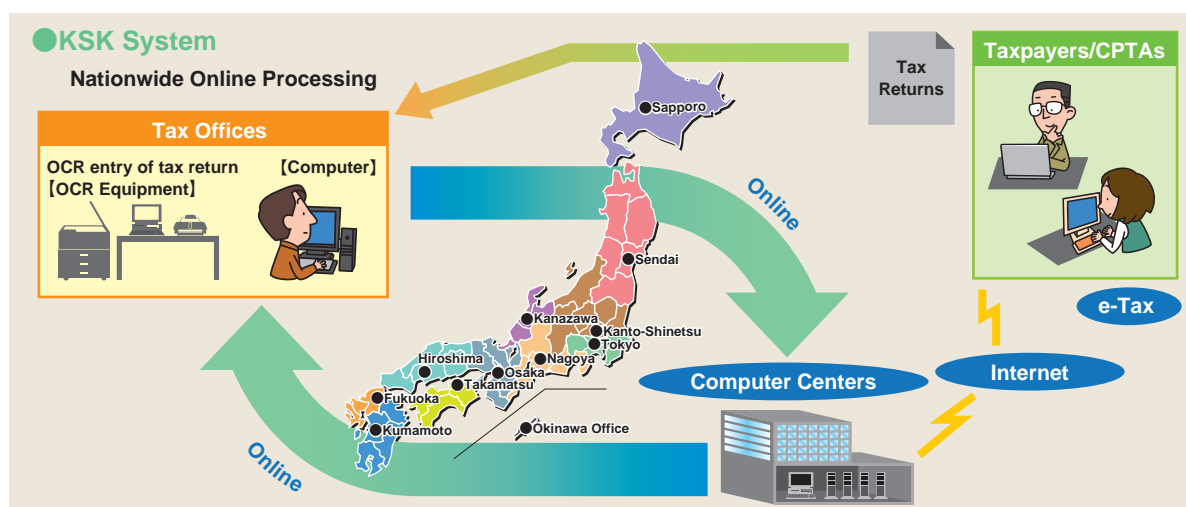 ●KSK System
Nationwide Online Processing
Tax Offices
OCR entry of tax return
【OCR Equipment】
【Computer】
Tax
Returns
Taxpayers/CPTAs
Sapporo
Online
Sendai
Kanazawa
Kanto-Shinetsu
Tokyo
Nagoya
Hiroshima
Osaka
Takamatsu
Fukuoka
Kumamoto
Okinawa Office
Online
e-Tax
Internet
Computer Centers